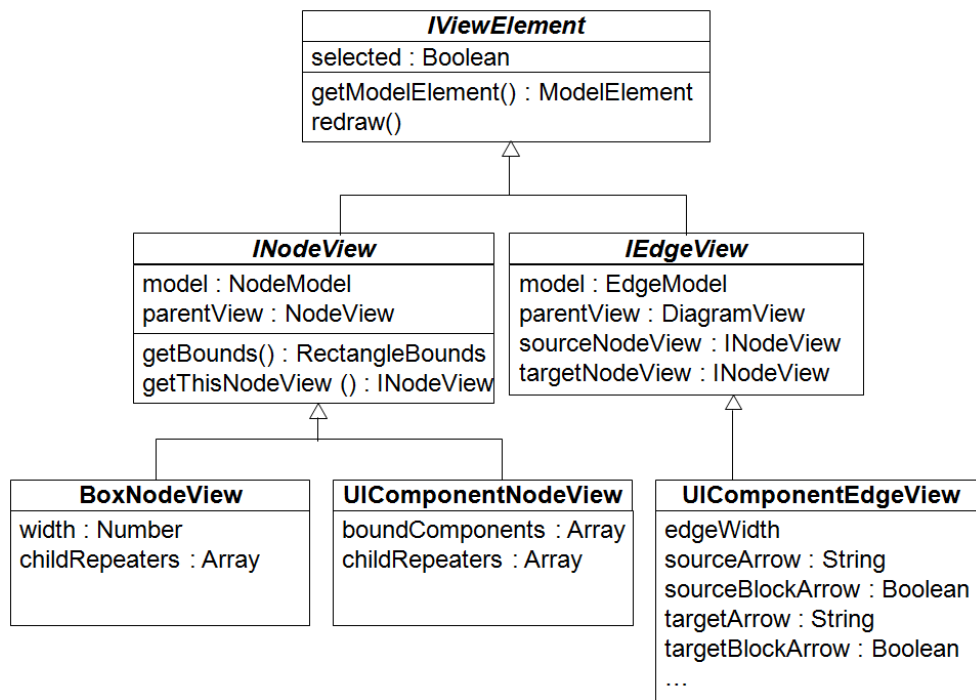 IViewElement
selected : Boolean
getModelElement() : ModelElement
redraw()
INodeView
model : NodeModel
parentView : NodeView
getBounds() : RectangleBounds
getThisNodeView () : INodeView
IEdgeView
model : EdgeModel
parentView : DiagramView
sourceNodeView : INodeView
targetNodeView : INodeView
BoxNodeView
width : Number
childRepeaters : Array
UIComponentNodeView
boundComponents : Array
childRepeaters : Array
UIComponentEdgeView
edgeWidth
sourceArrow : String
sourceBlockArrow : Boolean
targetArrow : String
targetBlockArrow : Boolean
...